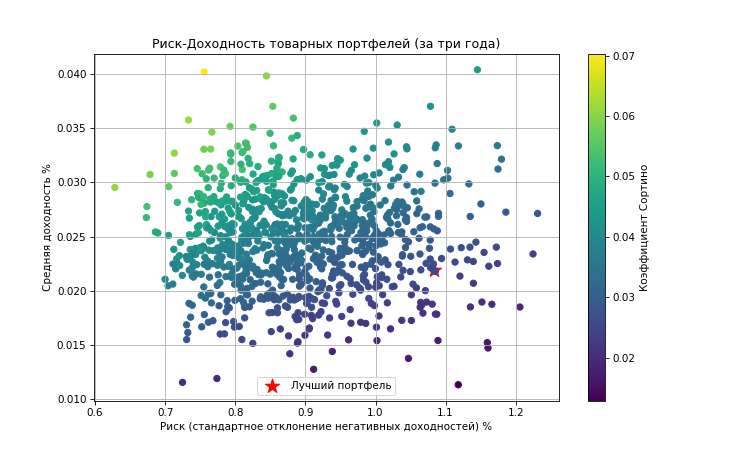 Риск-Доходность товарных портфелей (за три года)
Средняя доходность %
0.040
0.035
0.030
0.025
0.020
0.015
0.010
0.6 0.7 0.8 0.9 1.0 1.1 1.2
Риск (стандартное отклонение негативных доходностей) %
Лучший портфель
0.07
0.06
0.05
0.04
0.03
0.02
Коэффициент Сортино